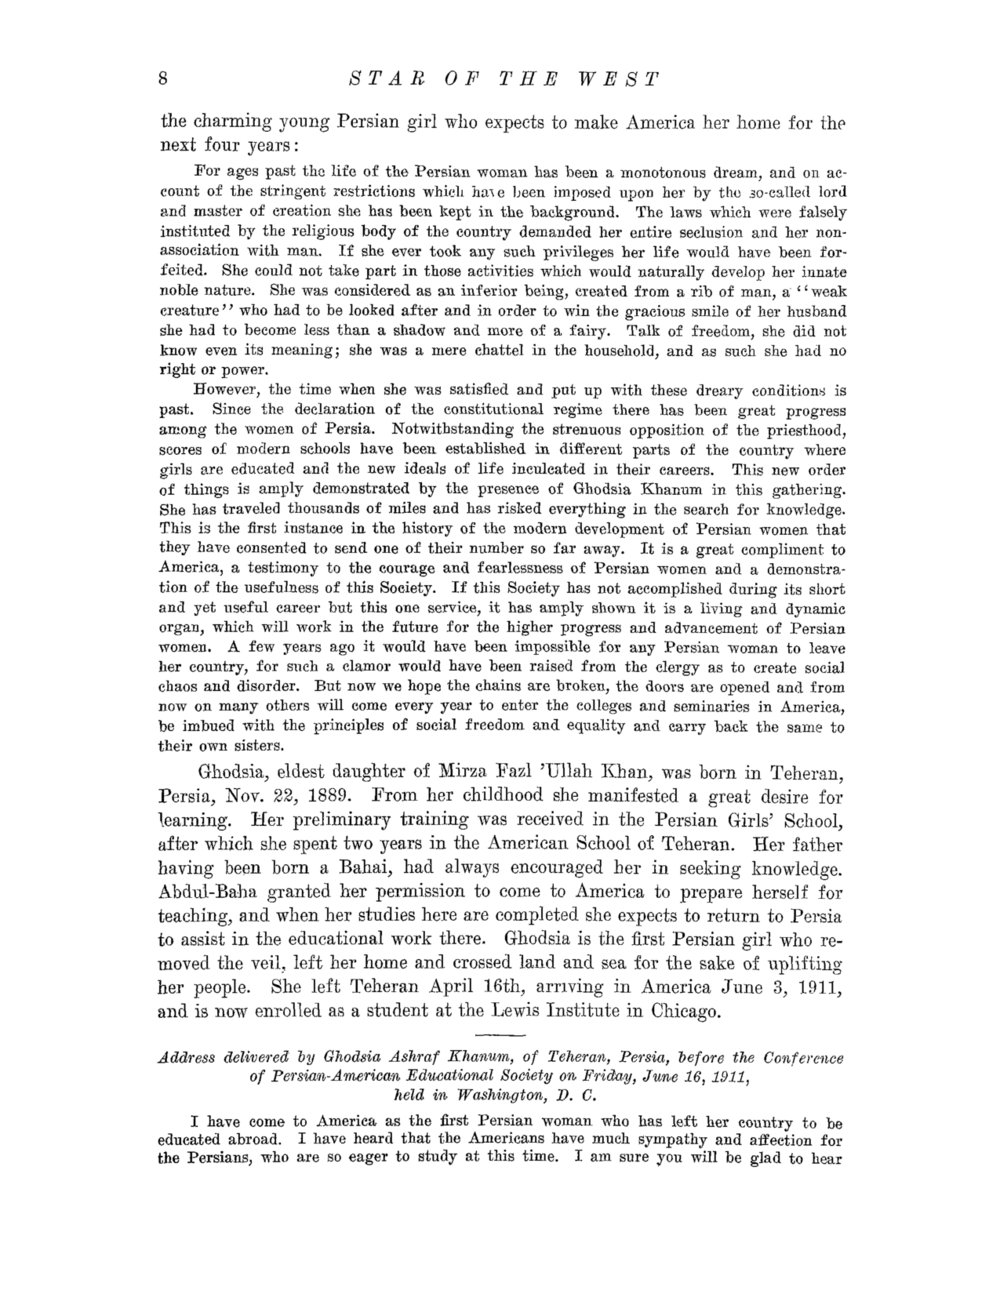 8 STAR OF THE WEST
the charming young Persian girl who expects to make America her home for the
next four years:
For ages past the life of the Persian woman has been a monotonous dream, and on ac-
count of the stringent restrictions which have been imposed upon her by the so-called lord
and master of creation she has been kept in the background. The laws which were falsely
instituted by the religious body of the country demanded her entire seclusion and her non-
association with man. If she ever took any such privileges her life would have been for-
feited. She could not take part in those activities which would naturally develop her innate
noble nature. She was considered as an inferior being, created from a rib of man, a "weak
creature" who had to be looked after and in order to win the gracious smile of her husband
she had to become less than a shadow and more of a fairy. Talk of freedom, she did not
know even its meaning; she was a mere chattel in the household, and as such she had no
right or power.
However, the time when she was satisfied and put up with these dreary conditions is
past. Since the declaration of the constitutional regime there has been great progress
among the women of Persia. Notwithstanding the strenuous opposition of the priesthood,
scores of modern schools have been established in different parts of the country where
girls are educated and the new ideals of life inculcated in their careers. This new order
of things is amply demonstrated by the presence of Ghodsia Khanum in this gathering.
She has traveled thousands of miles and has risked everything in the search for knowledge.
This is the first instance in the history of the modern development of Persian women that
they have consented to send one of their number so far away. It is a great compliment to
America, a testimony to the courage and fearlessness of Persian women and a demonstra-
tion of the usefulness of this Society. If this Society has not accomplished during its short
and yet useful career but this one service, it has amply shown it is a living and dynamic
organ, which will work in the future for the higher progress and advancement of Persian
women. A few years ago it would have been impossible for any Persian woman to leave
her country, for such a clamor would have been raised from the clergy as to create social
chaos and disorder. But now we hope the chains are broken, the doors are opened and from
now on many others will come every year to enter the colleges and seminaries in America,
be imbued with the principles of social freedom and equality and carry back the same to
their own sisters.
Ghodsia, eldest daughter of Mirza Fazl 'Ullah Khan, was born in Teheran,
Persia, Nov. 22, 1889. From her childhood she manifested a great desire for
learning. Her preliminary training was received in the Persian Girls' School,
after which she spent two years in the American School of Teheran. Her father
having been born a Bahai, had always encouraged her in seeking knowledge.
Abdul-Baha granted her permission to come to America to prepare herself for
teaching, and when her studies here are completed she expects to return to Persia
to assist in the educational work there. Ghodsia is the first Persian girl who re-
moved the veil, left her home and crossed land and sea for the sake of uplifting
her people. She left Teheran April 16th, arriving in America June 3, 1911,
and is now enrolled as a student at the Lewis Institute in Chicago.
Address delivered by Ghodsia Ashraf Khanum, of Teheran, Persia, before the Conference
of Persian-American Educational Society on Friday, June 16, 1911,
held in Washington, D. C.
I have come to America as the first Persian woman who has left her country to be
educated abroad. I have heard that the Americans have much sympathy and affection for
the Persians, who are so eager to study at this time. I am sure you will be glad to hear